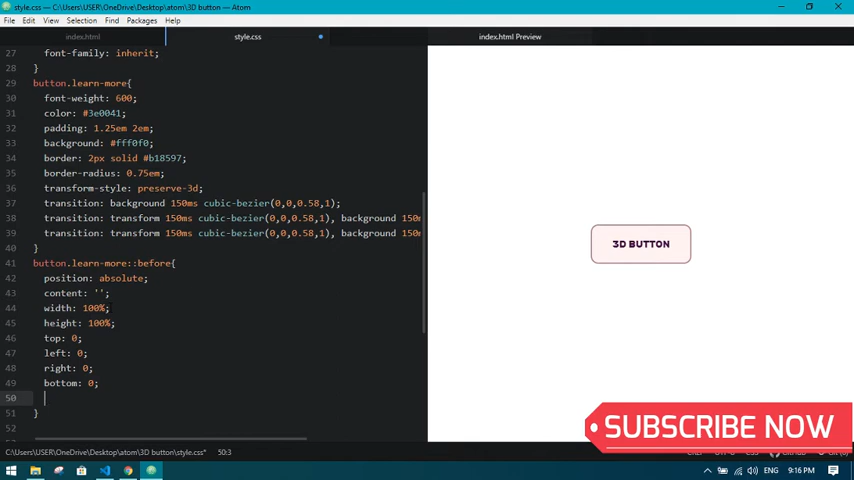 style.css — C:\Users\USER\OneDrive\Desktop\atom\3D button — Atom
File Edit View Selection Find Packages Help
index.html
style.css
index.html Preview
27 font-family: inherit;
28 }
29 button.learn-more{
30 font-weight: 600;
31 color: #3e0041;
32 padding: 1.25em 2em;
33 background: #fff0f0;
34 border: 2px solid #b18597;
35 border-radius: 0.75em;
36 transform-style: preserve-3d;
37 transition: background 150ms cubic-bezier(0,0,0.58,1);
38 transition: transform 150ms cubic-bezier(0,0,0.58,1), background 150m
39 transition: transform 150ms cubic-bezier(0,0,0.58,1), background 150m
40 }
41 button.learn-more::before{
42 position: absolute;
43 content: '';
44 width: 100%;
45 height: 100%;
46 top: 0;
47 left: 0;
48 right: 0;
49 bottom: 0;
50
51 }
52
3D BUTTON
SUBSCRIBE NOW
C:\Users\USER\OneDrive\Desktop\atom\3D button\style.css* 50:3
ENG 9:16 PM